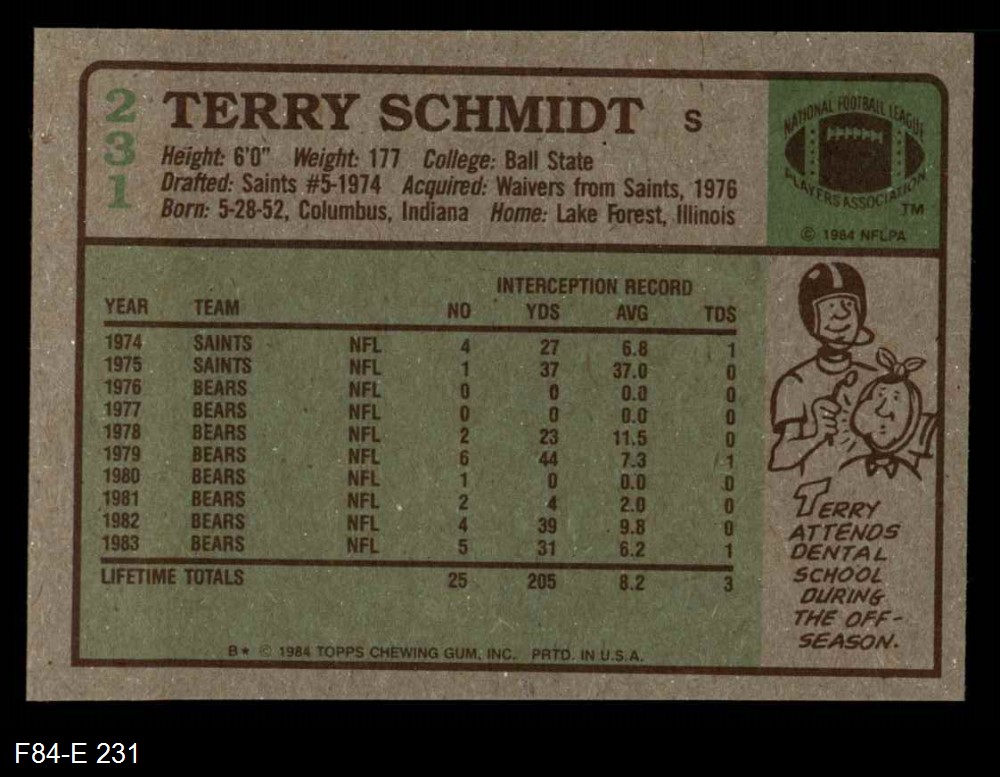 231
TERRY SCHMIDT S
Height: 6'0" Weight: 177 College: Ball State
Drafted: Saints #5-1974 Acquired: Waivers from Saints, 1976
Born: 5-28-52, Columbus, Indiana Home: Lake Forest, Illinois
NATIONAL FOOTBALL LEAGUE
PLAYERS ASSOCIATION
TM
© 1984 NFLPA
INTERCEPTION RECORD
YEAR TEAM NO YDS AVG TDS
1974 SAINTS NFL 4 27 6.8 1
1975 SAINTS NFL 1 37 37.0 0
1976 BEARS NFL 0 0 0.0 0
1977 BEARS NFL 0 0 0.0 0
1978 BEARS NFL 2 23 11.5 0
1979 BEARS NFL 6 44 7.3 1
1980 BEARS NFL 1 0 0.0 0
1981 BEARS NFL 2 4 2.0 0
1982 BEARS NFL 4 39 9.8 0
1983 BEARS NFL 5 31 6.2 1
LIFETIME TOTALS 25 205 8.2 3
TERRY
ATTENDS
DENTAL
SCHOOL
DURING
THE OFF-
SEASON.
B* © 1984 TOPPS CHEWING GUM, INC. PRTD. IN U.S.A.
F84-E 231